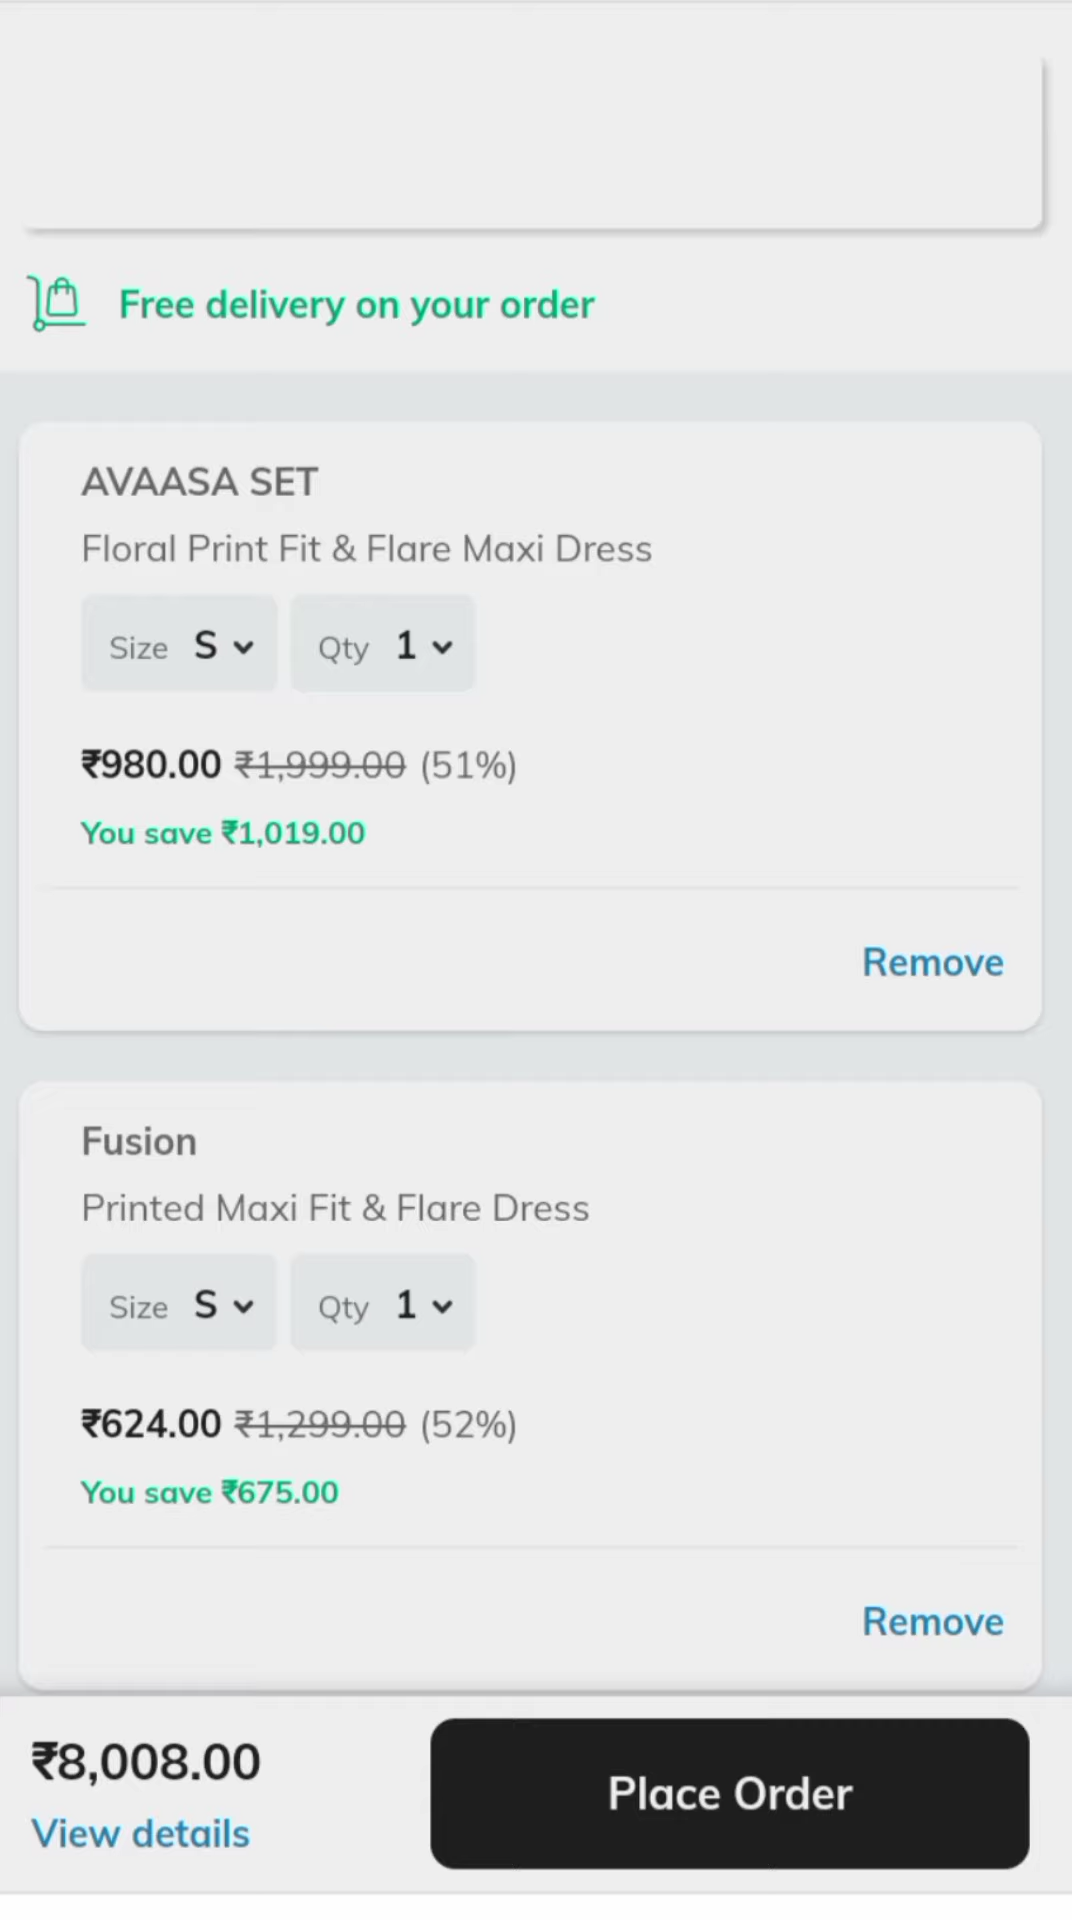 Free delivery on your order
AVAASA SET
Floral Print Fit & Flare Maxi Dress
Size S Qty 1
₹980.00 ₹1,999.00 (51%)
You save ₹1,019.00
Remove
Fusion
Printed Maxi Fit & Flare Dress
Size S Qty 1
₹624.00 ₹1,299.00 (52%)
You save ₹675.00
Remove
₹8,008.00
View details
Place Order